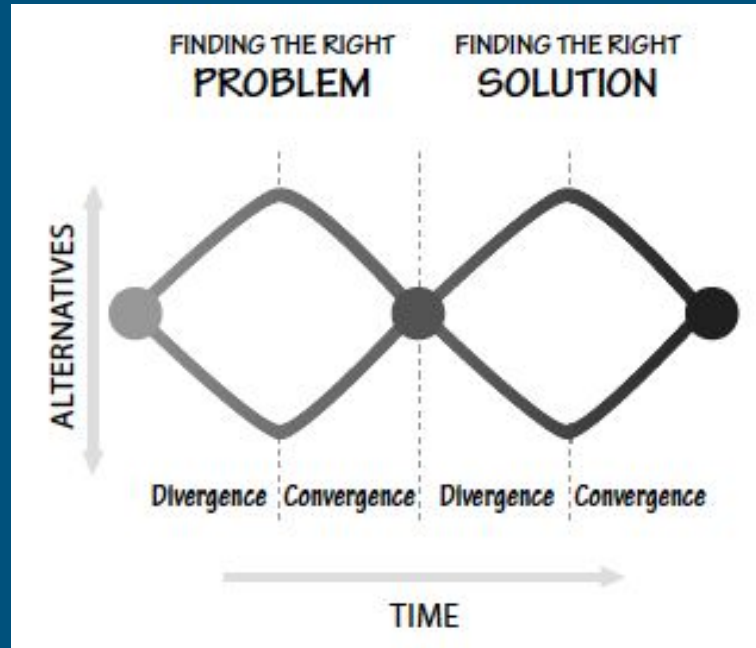 FINDING THE RIGHT
PROBLEM
FINDING THE RIGHT
SOLUTION
ALTERNATIVES
Divergence
Convergence
Divergence
Convergence
TIME